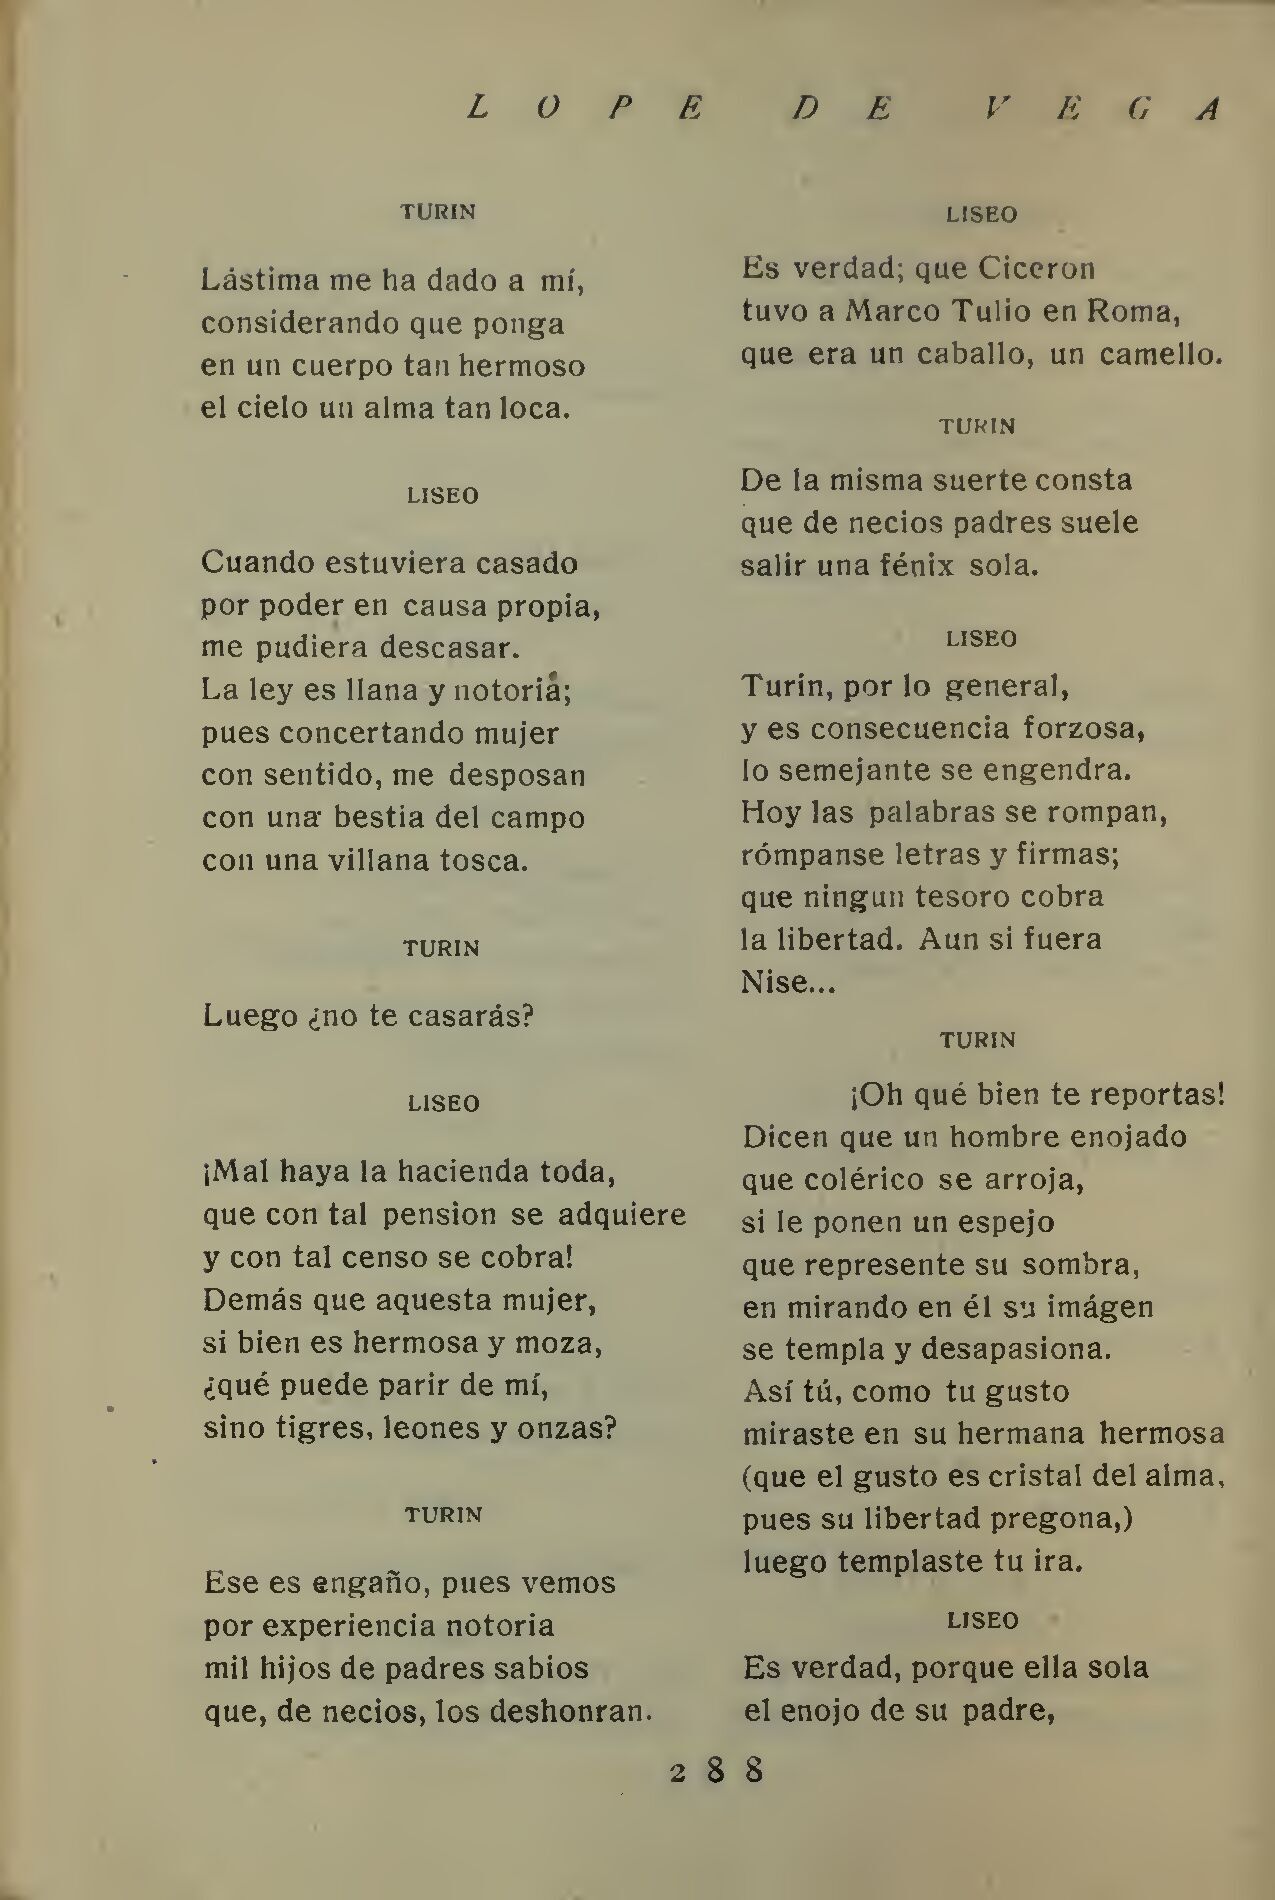 LOPE DE VEGA
TURIN
Lástima me ha dado a mí,
considerando que ponga
en un cuerpo tan hermoso
el cielo un alma tan loca.
LISEO
Cuando estuviera casado
por poder en causa propia,
me pudiera descasar.
La ley es llana y notoria;
pues concertando mujer
con sentido, me desposan
con una bestia del campo
con una villana tosca.
TURIN
Luego ¿no te casarás?
LISEO
¡Mal haya la hacienda toda,
que con tal pension se adquiere
y con tal censo se cobra!
Demás que aquesta mujer,
si bien es hermosa y moza,
¿qué puede parir de mí,
sino tigres, leones y onzas?
TURIN
Ese es engaño, pues vemos
por experiencia notoria
mil hijos de padres sabios
que, de necios, los deshonran.
LISEO
Es verdad; que Ciceron
tuvo a Marco Tulio en Roma,
que era un caballo, un camello.
TURIN
De la misma suerte consta
que de necios padres suele
salir una fénix sola.
LISEO
Turin, por lo general,
y es consecuencia forzosa,
lo semejante se engendra.
Hoy las palabras se rompan,
rómpanse letras y firmas;
que ningun tesoro cobra
la libertad. Aun si fuera
Nise...
TURIN
¡Oh qué bien te reportas!
Dicen que un hombre enojado
que colérico se arroja,
si le ponen un espejo
que represente su sombra,
en mirando en él su imágen
se templa y desapasiona.
Así tú, como tu gusto
miraste en su hermana hermosa
(que el gusto es cristal del alma,
pues su libertad pregona,)
luego templaste tu ira.
LISEO
Es verdad, porque ella sola
el enojo de su padre,
288